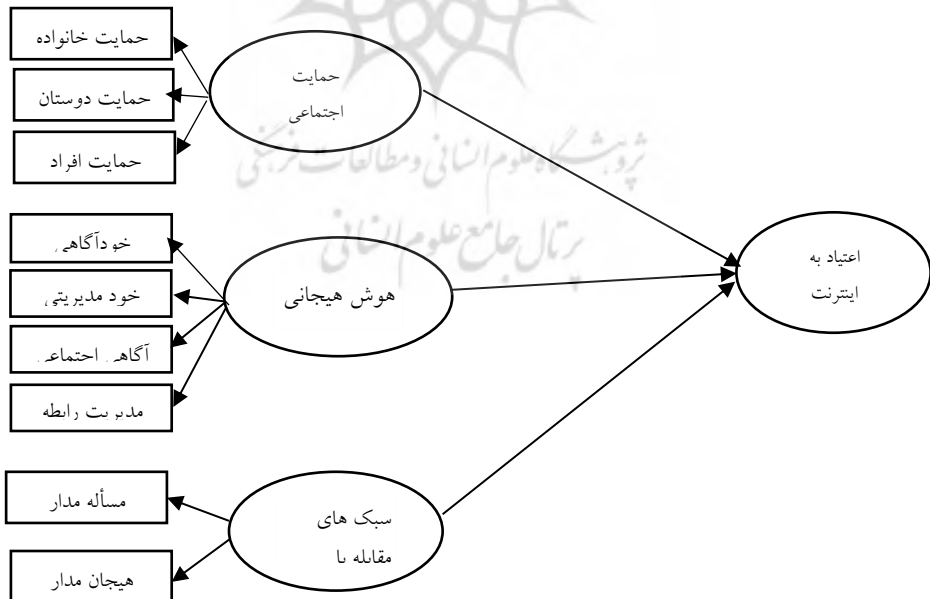 حمایت خانواده
حمایت دوستان
حمایت افراد
حمایت
اجتماعی
پژوهشگاه علوم انسانی و مطالعات فرهنگی
پرتال جامع علوم انسانی
خودآگاهی
خود مدیریتی
آگاهی اجتماعی
مدیریت رابطه
هوش هیجانی
اعتیاد به
اینترنت
مسأله مدار
هیجان مدار
سبک های
مقابله با